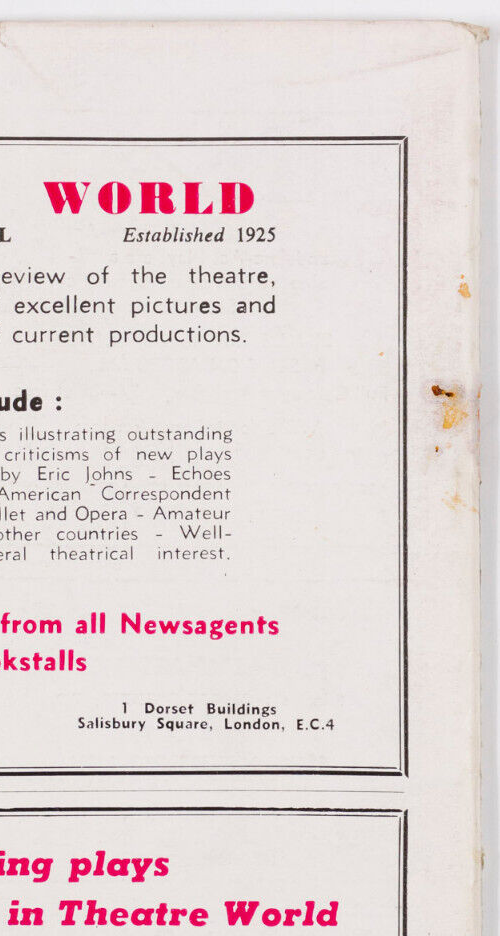 WORLD
L Established 1925
eview of the theatre,
excellent pictures and
current productions.
ude :
s illustrating outstanding
criticisms of new plays
by Eric Johns - Echoes
American Correspondent
llet and Opera - Amateur
other countries - Well-
eral theatrical interest.
from all Newsagents
kstalls
1 Dorset Buildings
Salisbury Square, London, E.C.4
ing plays
in Theatre World